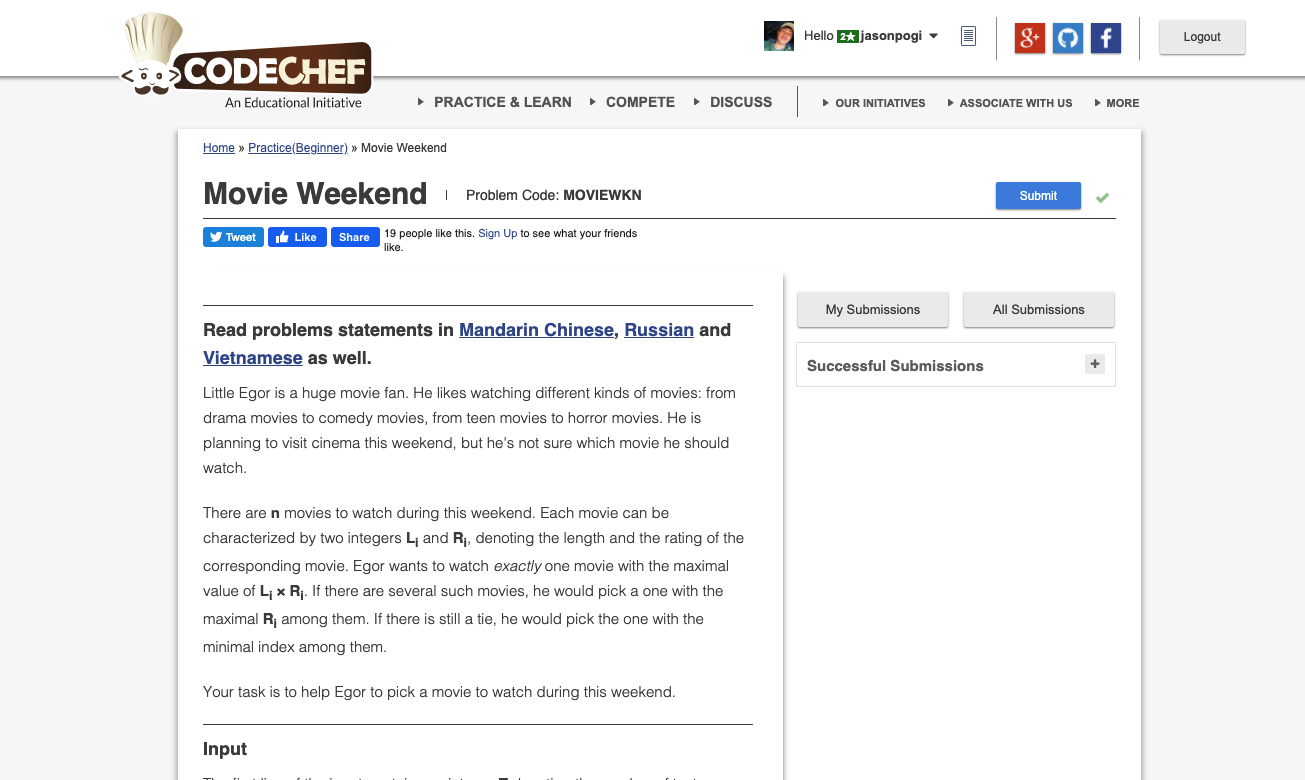 CODECHEF
An Educational Initiative
Hello 2★ jasonpogi
Logout
PRACTICE & LEARN
COMPETE
DISCUSS
OUR INITIATIVES
ASSOCIATE WITH US
MORE
Home » Practice(Beginner) » Movie Weekend
Movie Weekend
Problem Code: MOVIEWKN
Submit
Tweet
Like
Share
19 people like this. Sign Up to see what your friends
like.
My Submissions
All Submissions
Successful Submissions
+
Read problems statements in Mandarin Chinese, Russian and
Vietnamese as well.
Little Egor is a huge movie fan. He likes watching different kinds of movies: from
drama movies to comedy movies, from teen movies to horror movies. He is
planning to visit cinema this weekend, but he's not sure which movie he should
watch.
There are n movies to watch during this weekend. Each movie can be
characterized by two integers Li and Ri, denoting the length and the rating of the
corresponding movie. Egor wants to watch exactly one movie with the maximal
value of Li × Ri. If there are several such movies, he would pick a one with the
maximal Ri among them. If there is still a tie, he would pick the one with the
minimal index among them.
Your task is to help Egor to pick a movie to watch during this weekend.
Input